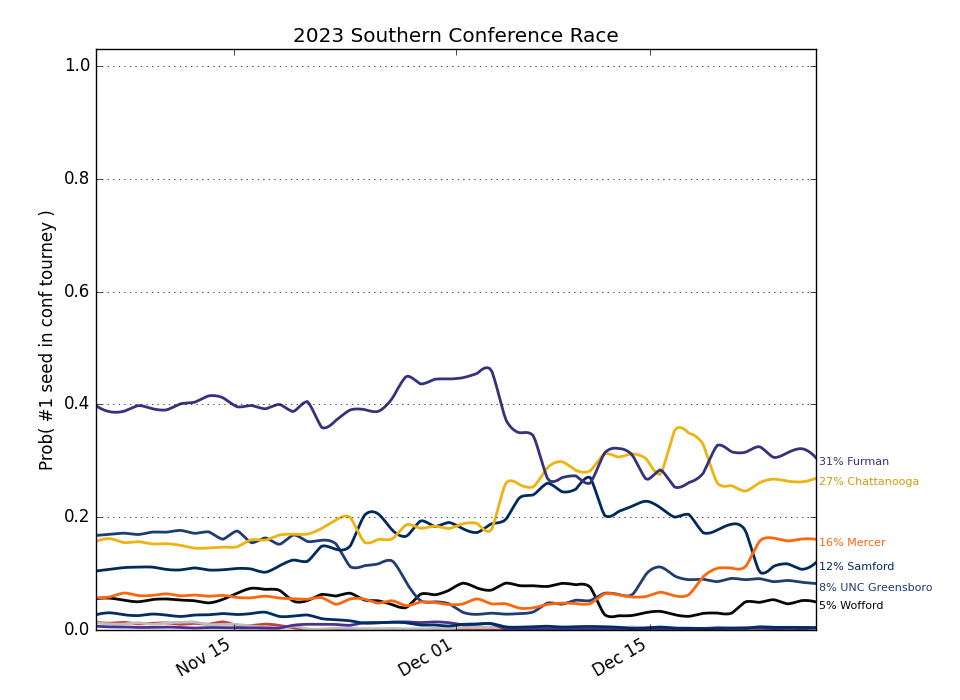 2023 Southern Conference Race
Prob( #1 seed in conf tourney )
1.0
0.8
0.6
0.4
0.2
0.0
Nov 15
Dec 01
Dec 15
31% Furman
27% Chattanooga
16% Mercer
12% Samford
8% UNC Greensboro
5% Wofford